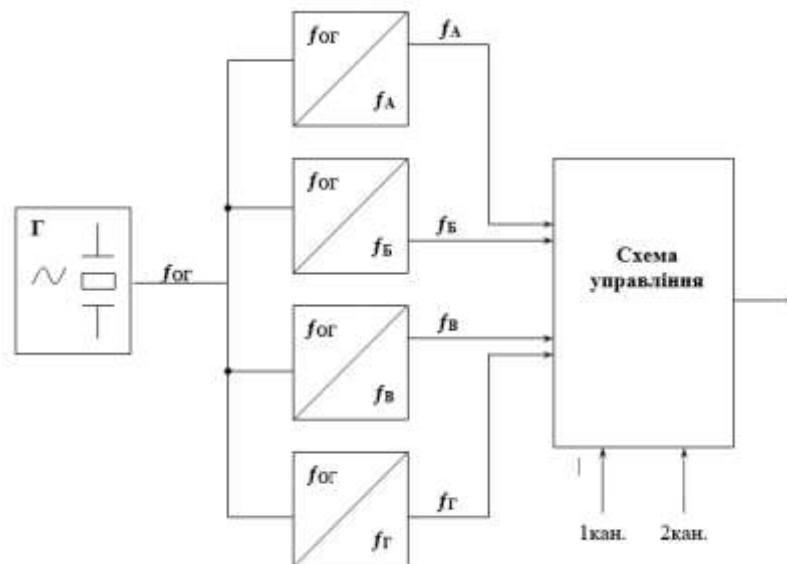 fОГ
fА
fА
fОГ
fБ
fБ
Г
fОГ
Схема
управління
fОГ
fВ
fВ
fОГ
fГ
fГ
1кан.
2кан.